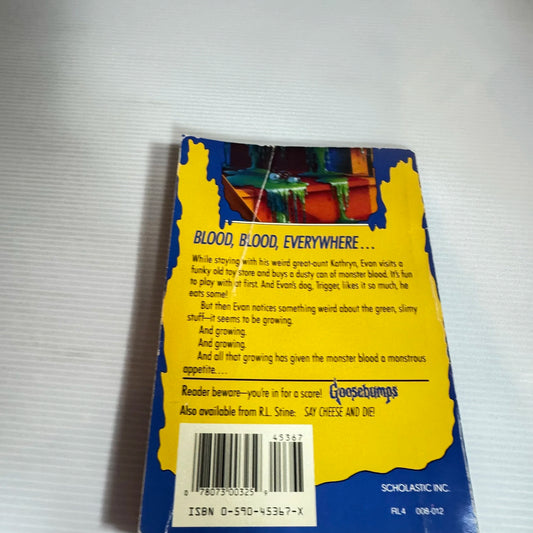 BLOOD, BLOOD, EVERYWHERE...
While staying with his weird great-aunt Kathryn, Evan visits a
funky old toy store and buys a dusty can of monster blood. It's fun
to play with at first. And Evan's dog, Trigger, likes it so much, he
eats some!
But then Evan notices something weird about the green, slimy
stuff—it seems to be growing.
And growing.
And growing.
And all that growing has given the monster blood a monstrous
appetite....
Reader beware—you're in for a scare! Goosebumps
Also available from R.L. Stine: SAY CHEESE AND DIE!
45367
0 78073 00325 9
ISBN 0-590-45367-X
SCHOLASTIC INC.
RL4 008-012